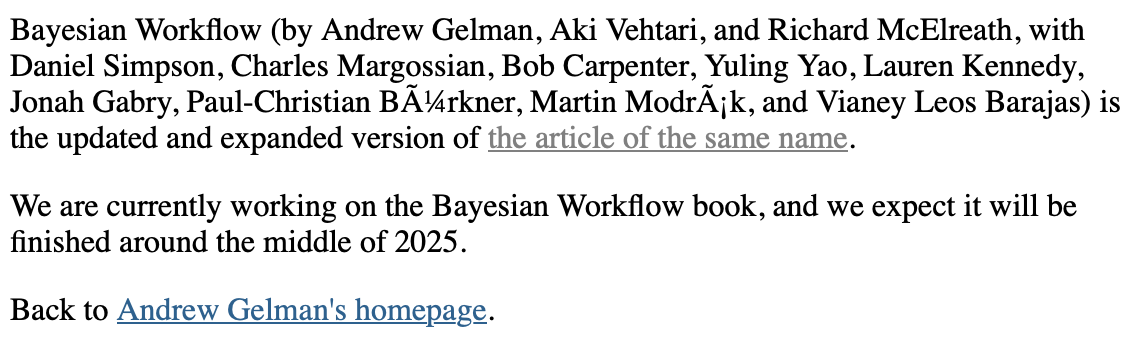 Bayesian Workflow (by Andrew Gelman, Aki Vehtari, and Richard McElreath, with
Daniel Simpson, Charles Margossian, Bob Carpenter, Yuling Yao, Lauren Kennedy,
Jonah Gabry, Paul-Christian BÃ¼rkner, Martin ModrÃ¡k, and Vianey Leos Barajas) is
the updated and expanded version of the article of the same name.
We are currently working on the Bayesian Workflow book, and we expect it will be
finished around the middle of 2025.
Back to Andrew Gelman's homepage.